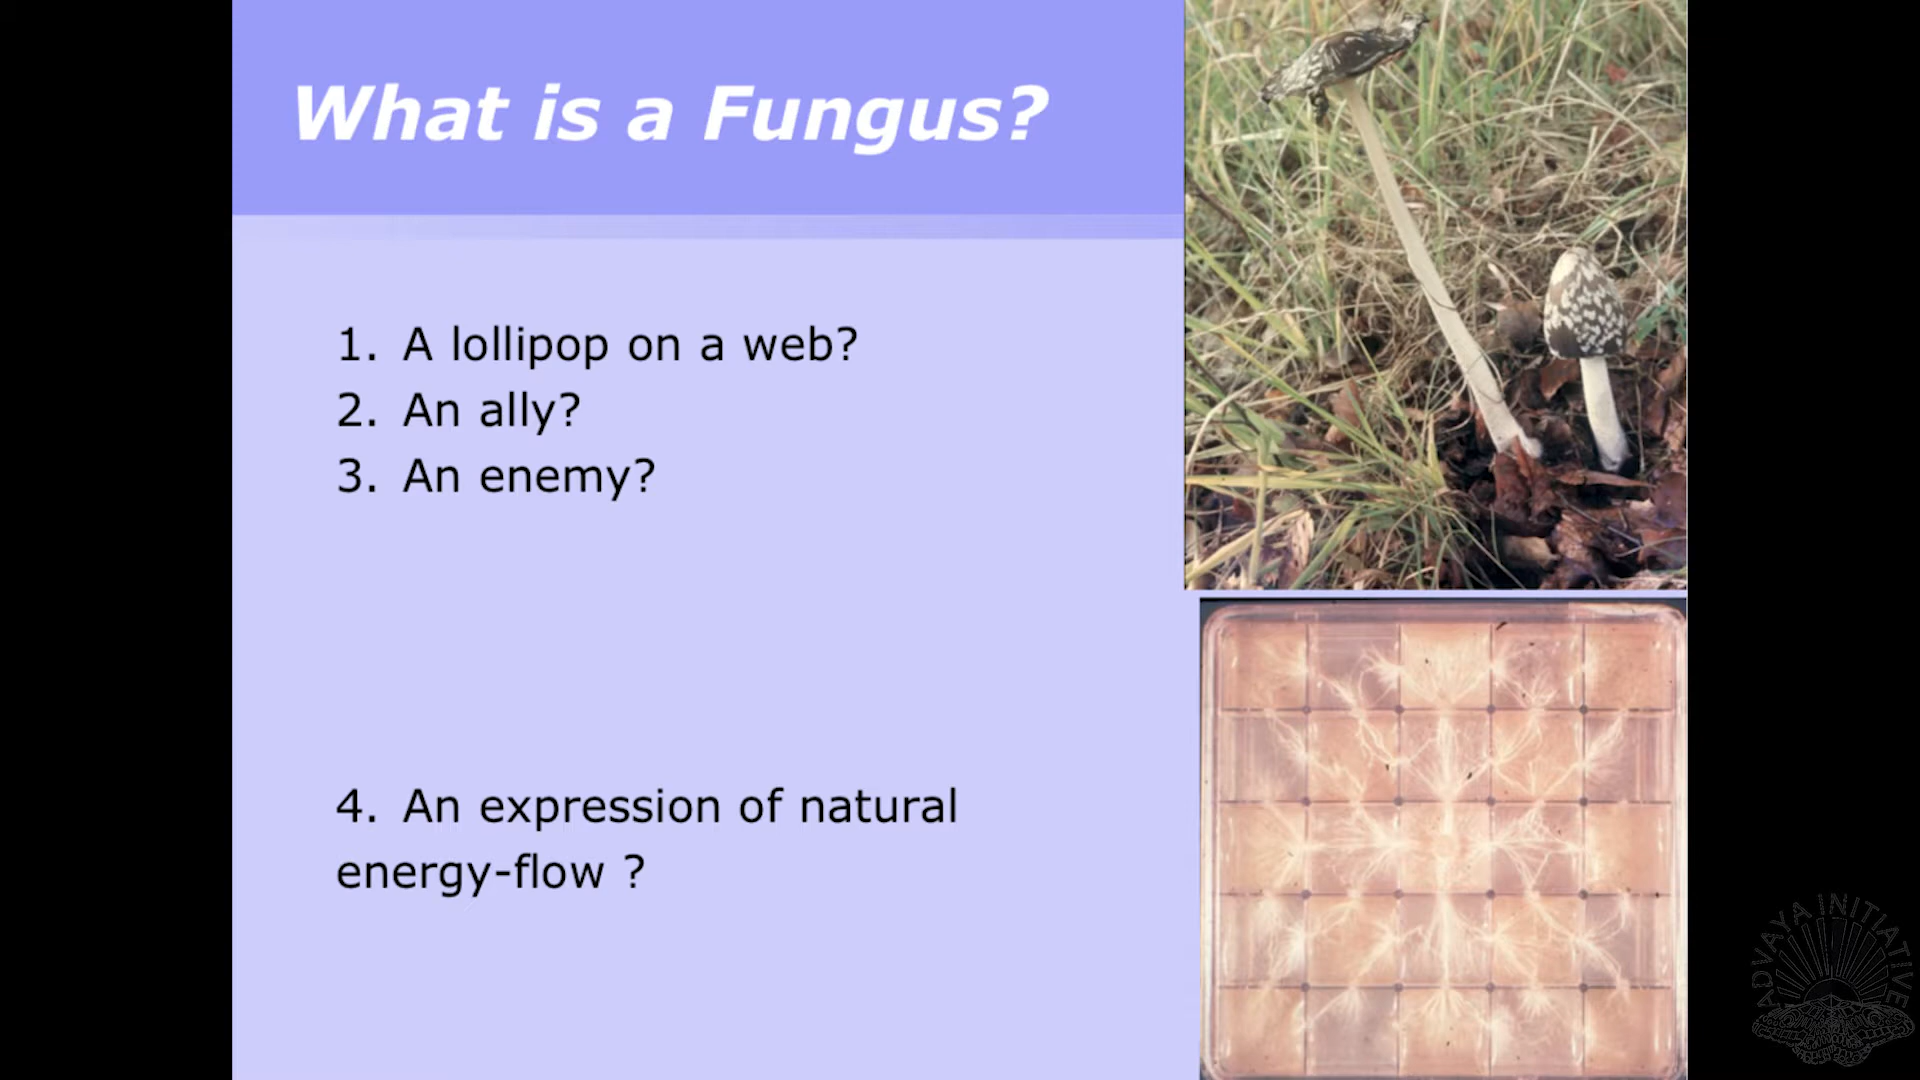 What is a Fungus?
1. A lollipop on a web?
2. An ally?
3. An enemy?
4. An expression of natural
energy-flow ?
ADVAYA INITIATIVE